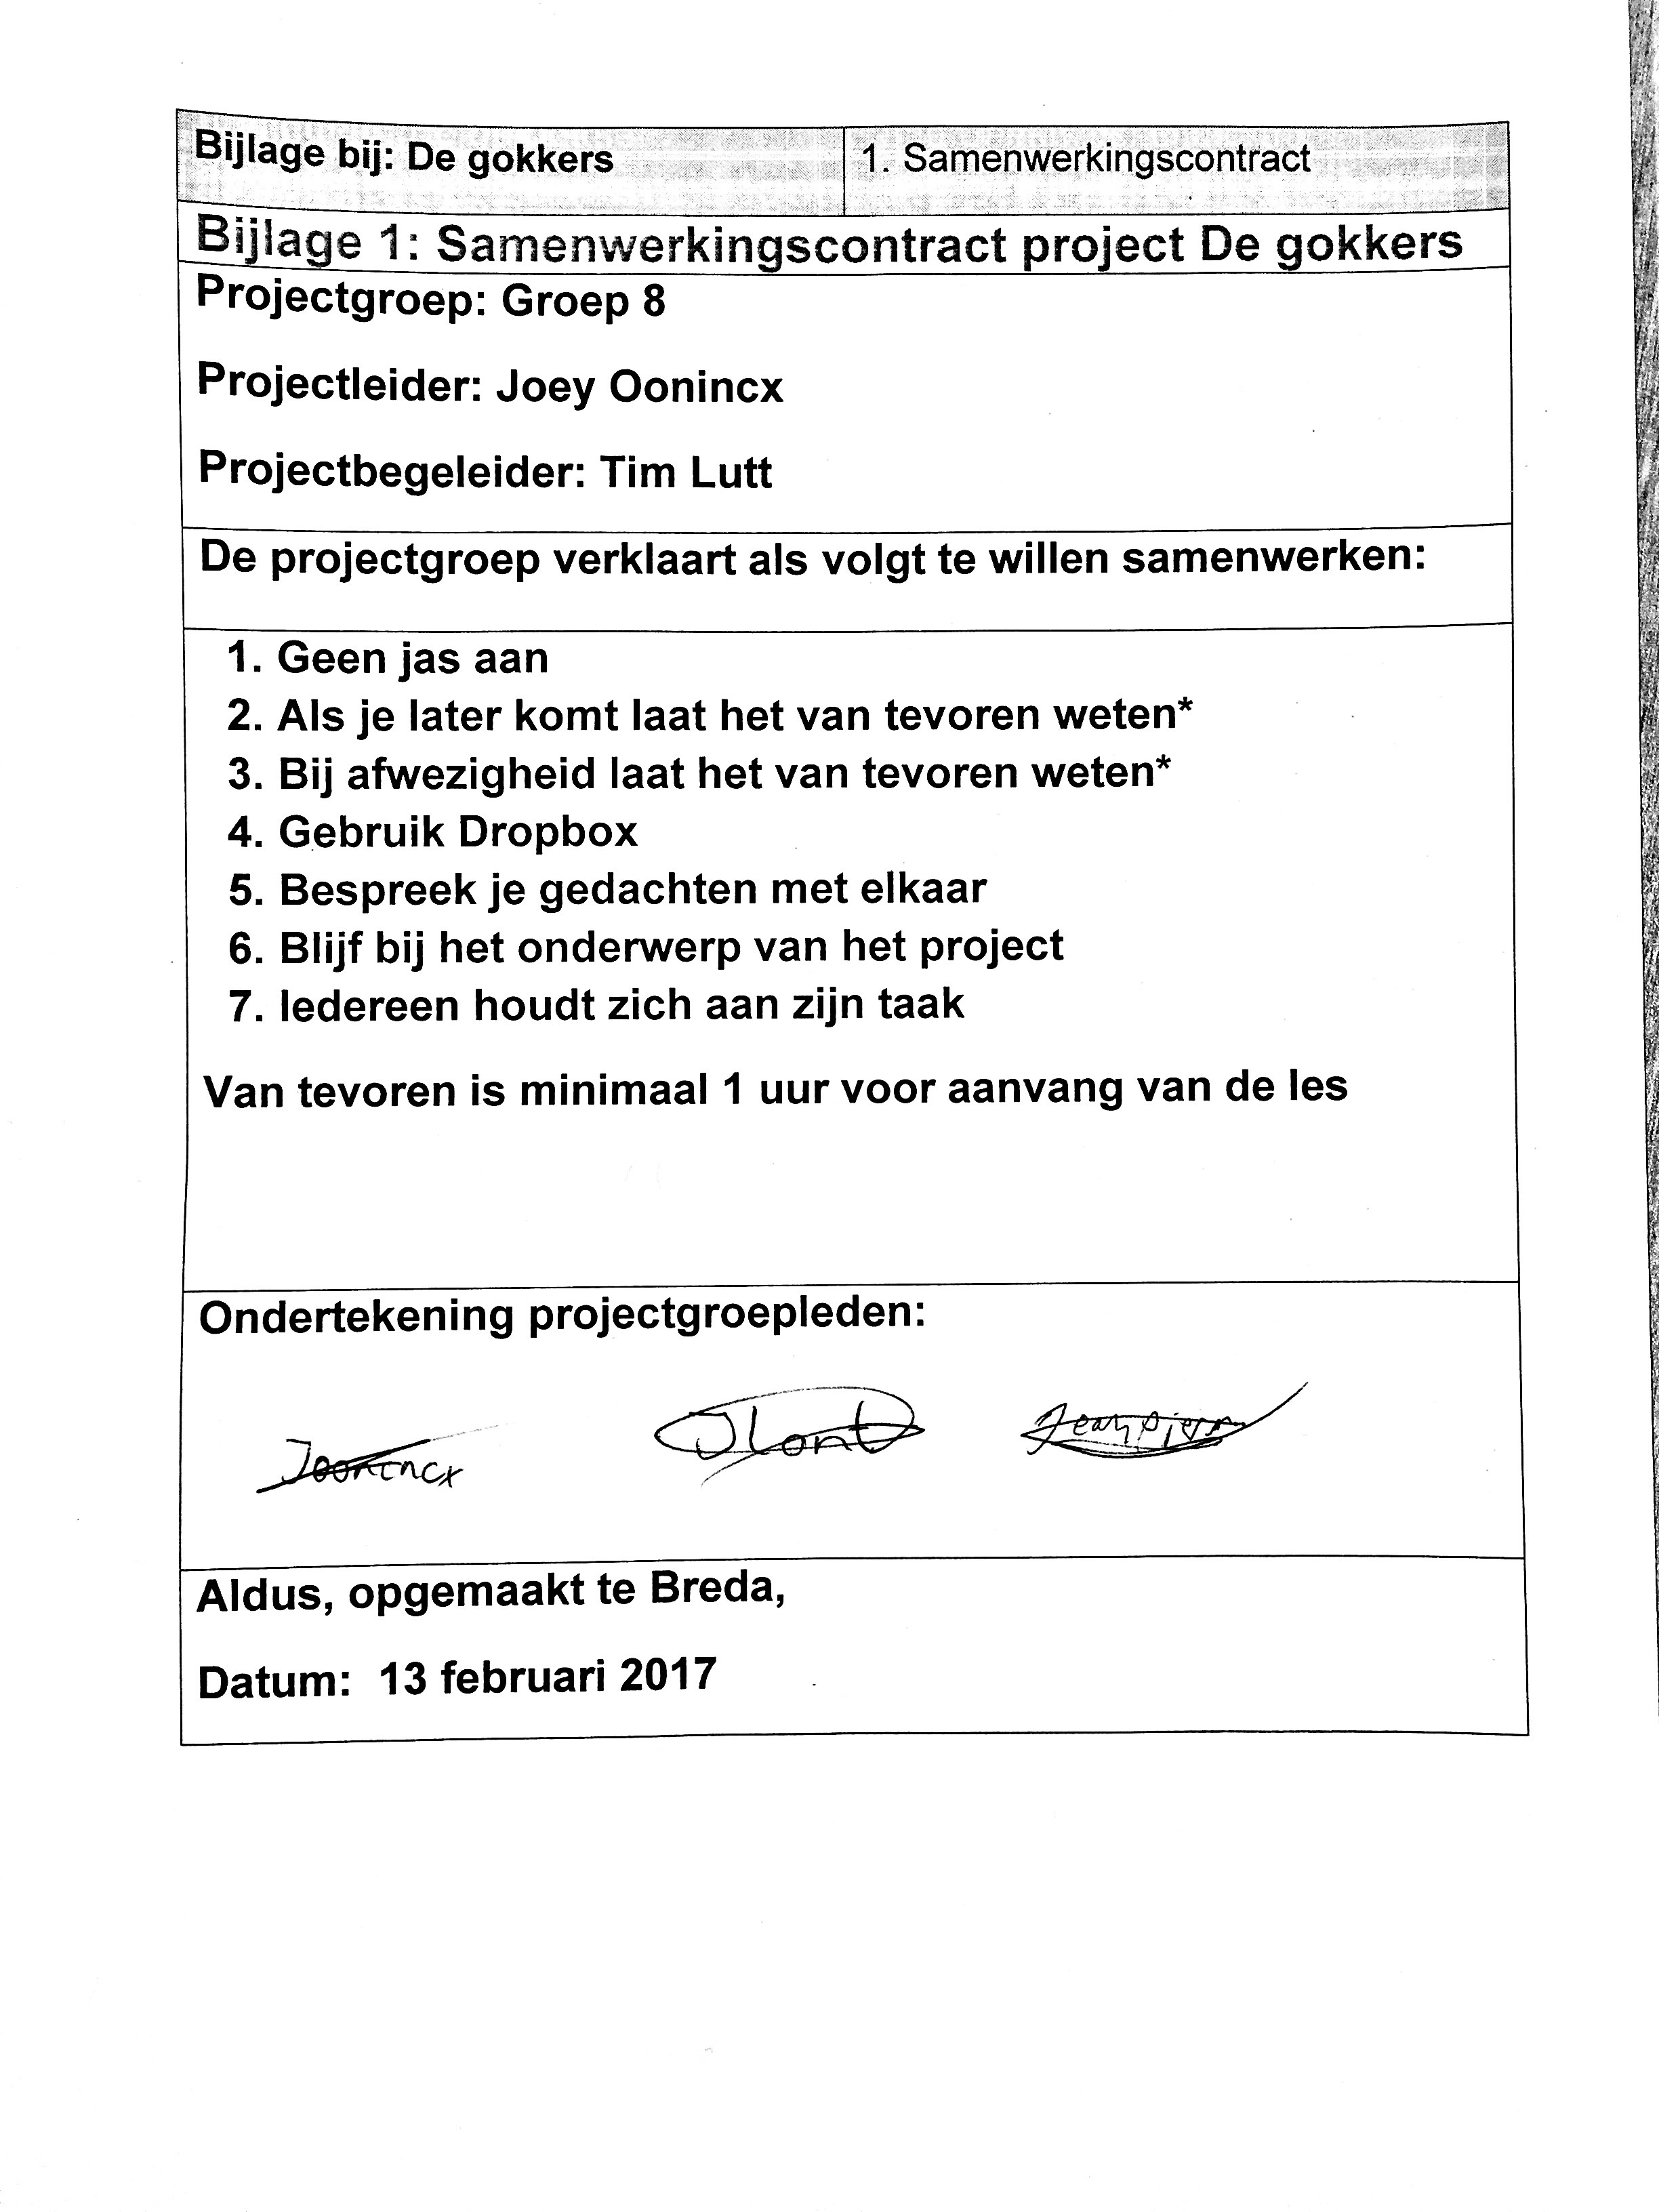 Bijlage bij: De gokkers
1. Samenwerkingscontract
Bijlage 1: Samenwerkingscontract project De gokkers
Projectgroep: Groep 8
Projectleider: Joey Oonincx
Projectbegeleider: Tim Lutt
De projectgroep verklaart als volgt te willen samenwerken:
1. Geen jas aan
2. Als je later komt laat het van tevoren weten*
3. Bij afwezigheid laat het van tevoren weten*
4. Gebruik Dropbox
5. Bespreek je gedachten met elkaar
6. Blijf bij het onderwerp van het project
7. Iedereen houdt zich aan zijn taak
Van tevoren is minimaal 1 uur voor aanvang van de les
Ondertekening projectgroepleden:
JOonincx
Aldus, opgemaakt te Breda,
Datum: 13 februari 2017